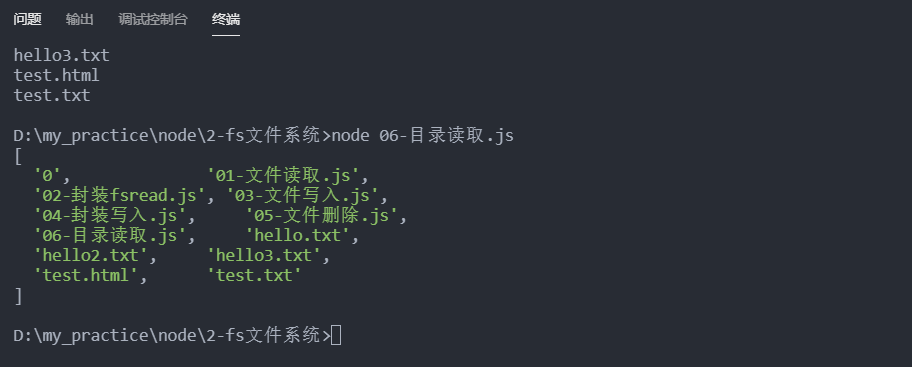 问题 输出 调试控制台 终端
hello3.txt
test.html
test.txt
D:\my_practice\node\2-fs文件系统>node 06-目录读取.js
[
'0', '01-文件读取.js',
'02-封装fsread.js', '03-文件写入.js',
'04-封装写入.js', '05-文件删除.js',
'06-目录读取.js', 'hello.txt',
'hello2.txt', 'hello3.txt',
'test.html', 'test.txt'
]
D:\my_practice\node\2-fs文件系统>